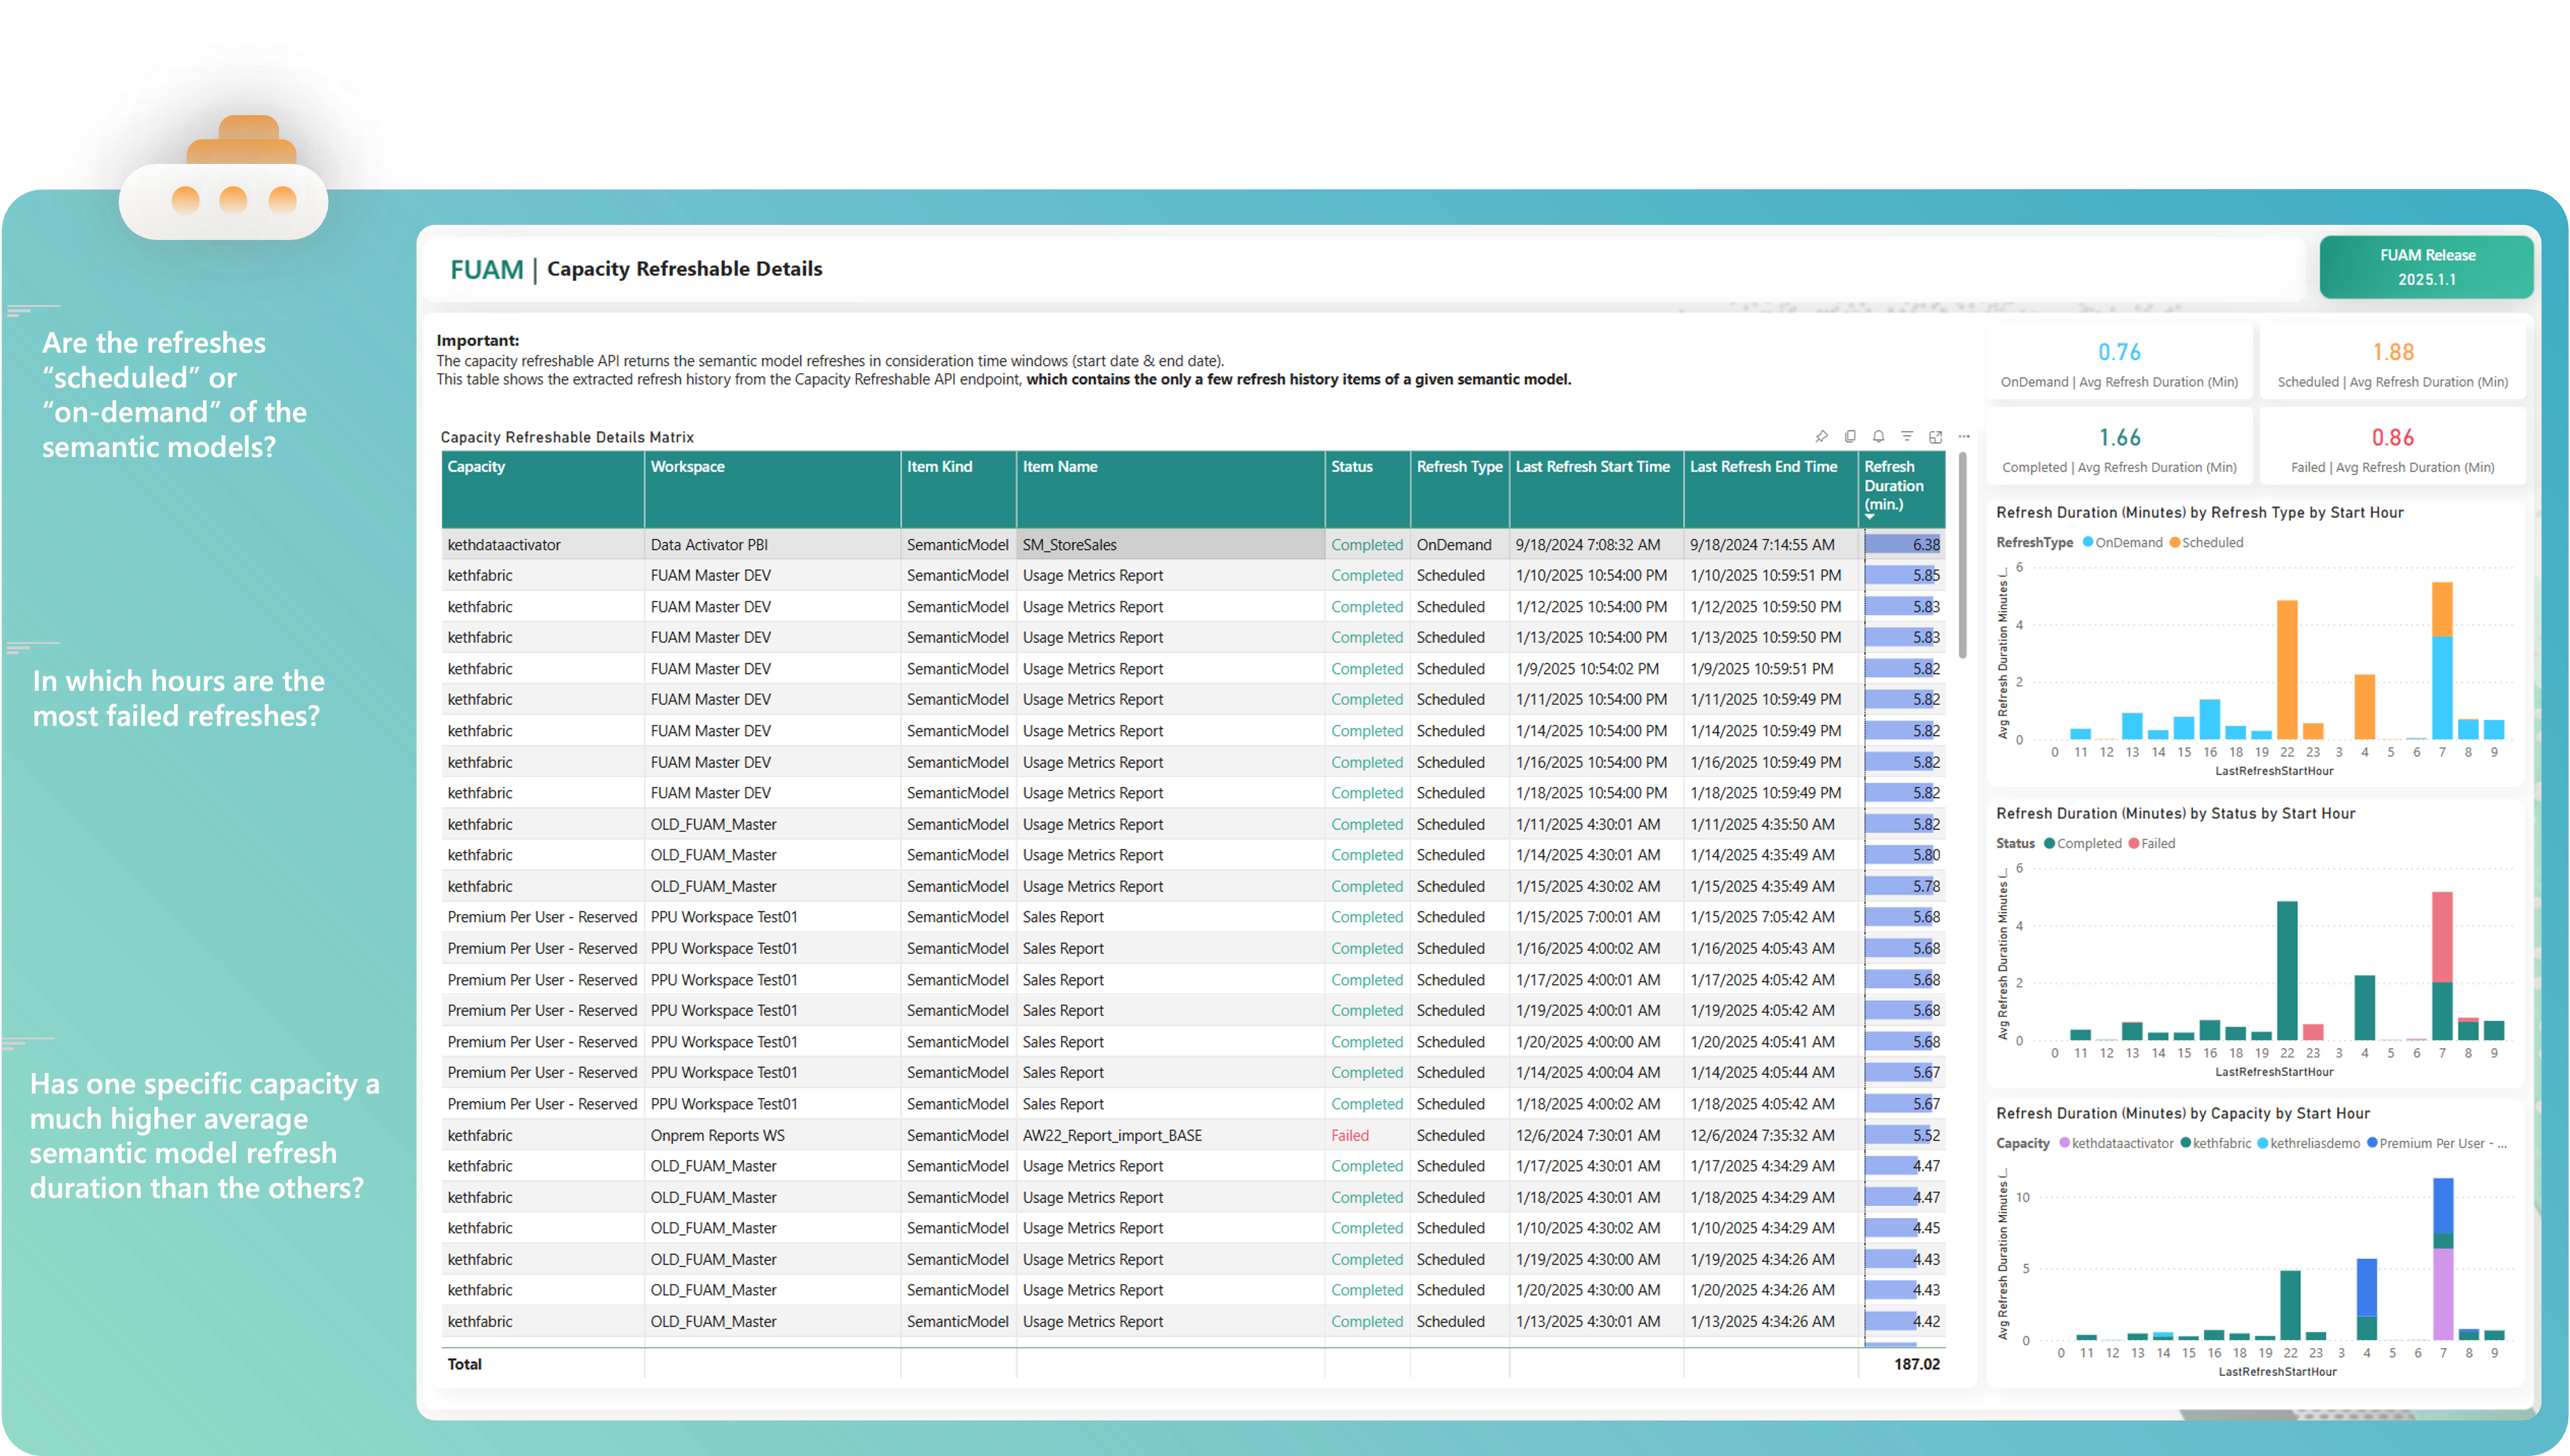 Are the refreshes
“scheduled” or
“on-demand” of the
semantic models?
In which hours are the
most failed refreshes?
Has one specific capacity a
much higher average
semantic model refresh
duration than the others?
FUAM | Capacity Refreshable Details
FUAM Release
2025.1.1
Important:
The capacity refreshable API returns the semantic model refreshes in consideration time windows (start date & end date).
This table shows the extracted refresh history from the Capacity Refreshable API endpoint, which contains the only a few refresh history items of a given semantic model.
Capacity Refreshable Details Matrix
Capacity Workspace Item Kind Item Name Status Refresh Type Last Refresh Start Time Last Refresh End Time Refresh Duration (min.)
kethdataactivator Data Activator PBI SemanticModel SM_StoreSales Completed OnDemand 9/18/2024 7:08:32 AM 9/18/2024 7:14:55 AM 6.38
kethfabric FUAM Master DEV SemanticModel Usage Metrics Report Completed Scheduled 1/10/2025 10:54:00 PM 1/10/2025 10:59:51 PM 5.85
kethfabric FUAM Master DEV SemanticModel Usage Metrics Report Completed Scheduled 1/12/2025 10:54:00 PM 1/12/2025 10:59:50 PM 5.83
kethfabric FUAM Master DEV SemanticModel Usage Metrics Report Completed Scheduled 1/13/2025 10:54:00 PM 1/13/2025 10:59:50 PM 5.83
kethfabric FUAM Master DEV SemanticModel Usage Metrics Report Completed Scheduled 1/9/2025 10:54:02 PM 1/9/2025 10:59:51 PM 5.82
kethfabric FUAM Master DEV SemanticModel Usage Metrics Report Completed Scheduled 1/11/2025 10:54:00 PM 1/11/2025 10:59:49 PM 5.82
kethfabric FUAM Master DEV SemanticModel Usage Metrics Report Completed Scheduled 1/14/2025 10:54:00 PM 1/14/2025 10:59:49 PM 5.82
kethfabric FUAM Master DEV SemanticModel Usage Metrics Report Completed Scheduled 1/16/2025 10:54:00 PM 1/16/2025 10:59:49 PM 5.82
kethfabric FUAM Master DEV SemanticModel Usage Metrics Report Completed Scheduled 1/18/2025 10:54:00 PM 1/18/2025 10:59:49 PM 5.82
kethfabric OLD_FUAM_Master SemanticModel Usage Metrics Report Completed Scheduled 1/11/2025 4:30:01 AM 1/11/2025 4:35:50 AM 5.82
kethfabric OLD_FUAM_Master SemanticModel Usage Metrics Report Completed Scheduled 1/14/2025 4:30:01 AM 1/14/2025 4:35:49 AM 5.80
kethfabric OLD_FUAM_Master SemanticModel Usage Metrics Report Completed Scheduled 1/15/2025 4:30:02 AM 1/15/2025 4:35:49 AM 5.78
Premium Per User - Reserved PPU Workspace Test01 SemanticModel Sales Report Completed Scheduled 1/15/2025 7:00:01 AM 1/15/2025 7:05:42 AM 5.68
Premium Per User - Reserved PPU Workspace Test01 SemanticModel Sales Report Completed Scheduled 1/16/2025 4:00:02 AM 1/16/2025 4:05:43 AM 5.68
Premium Per User - Reserved PPU Workspace Test01 SemanticModel Sales Report Completed Scheduled 1/17/2025 4:00:01 AM 1/17/2025 4:05:42 AM 5.68
Premium Per User - Reserved PPU Workspace Test01 SemanticModel Sales Report Completed Scheduled 1/19/2025 4:00:01 AM 1/19/2025 4:05:42 AM 5.68
Premium Per User - Reserved PPU Workspace Test01 SemanticModel Sales Report Completed Scheduled 1/20/2025 4:00:00 AM 1/20/2025 4:05:41 AM 5.68
Premium Per User - Reserved PPU Workspace Test01 SemanticModel Sales Report Completed Scheduled 1/14/2025 4:00:04 AM 1/14/2025 4:05:44 AM 5.67
Premium Per User - Reserved PPU Workspace Test01 SemanticModel Sales Report Completed Scheduled 1/18/2025 4:00:02 AM 1/18/2025 4:05:42 AM 5.67
kethfabric Onprem Reports WS SemanticModel AW22_Report_import_BASE Failed Scheduled 12/6/2024 7:30:01 AM 12/6/2024 7:35:32 AM 5.52
kethfabric OLD_FUAM_Master SemanticModel Usage Metrics Report Completed Scheduled 1/17/2025 4:30:01 AM 1/17/2025 4:34:29 AM 4.47
kethfabric OLD_FUAM_Master SemanticModel Usage Metrics Report Completed Scheduled 1/18/2025 4:30:01 AM 1/18/2025 4:34:29 AM 4.47
kethfabric OLD_FUAM_Master SemanticModel Usage Metrics Report Completed Scheduled 1/10/2025 4:30:02 AM 1/10/2025 4:34:29 AM 4.45
kethfabric OLD_FUAM_Master SemanticModel Usage Metrics Report Completed Scheduled 1/19/2025 4:30:00 AM 1/19/2025 4:34:26 AM 4.43
kethfabric OLD_FUAM_Master SemanticModel Usage Metrics Report Completed Scheduled 1/20/2025 4:30:00 AM 1/20/2025 4:34:26 AM 4.43
kethfabric OLD_FUAM_Master SemanticModel Usage Metrics Report Completed Scheduled 1/13/2025 4:30:01 AM 1/13/2025 4:34:26 AM 4.42
Total 187.02
0.76
OnDemand | Avg Refresh Duration (Min)
1.88
Scheduled | Avg Refresh Duration (Min)
1.66
Completed | Avg Refresh Duration (Min)
0.86
Failed | Avg Refresh Duration (Min)
Refresh Duration (Minutes) by Refresh Type by Start Hour
RefreshType OnDemand Scheduled
Avg Refresh Duration Minutes (...
6
4
2
0
0 11 12 13 14 15 16 18 19 22 23 3 4 5 6 7 8 9
LastRefreshStartHour
Refresh Duration (Minutes) by Status by Start Hour
Status Completed Failed
Avg Refresh Duration Minutes (...
6
4
2
0
0 11 12 13 14 15 16 18 19 22 23 3 4 5 6 7 8 9
LastRefreshStartHour
Refresh Duration (Minutes) by Capacity by Start Hour
Capacity kethdataactivator kethfabric kethreliasdemo Premium Per User - ...
Avg Refresh Duration Minutes (...
10
5
0
0 11 12 13 14 15 16 18 19 22 23 3 4 5 6 7 8 9
LastRefreshStartHour